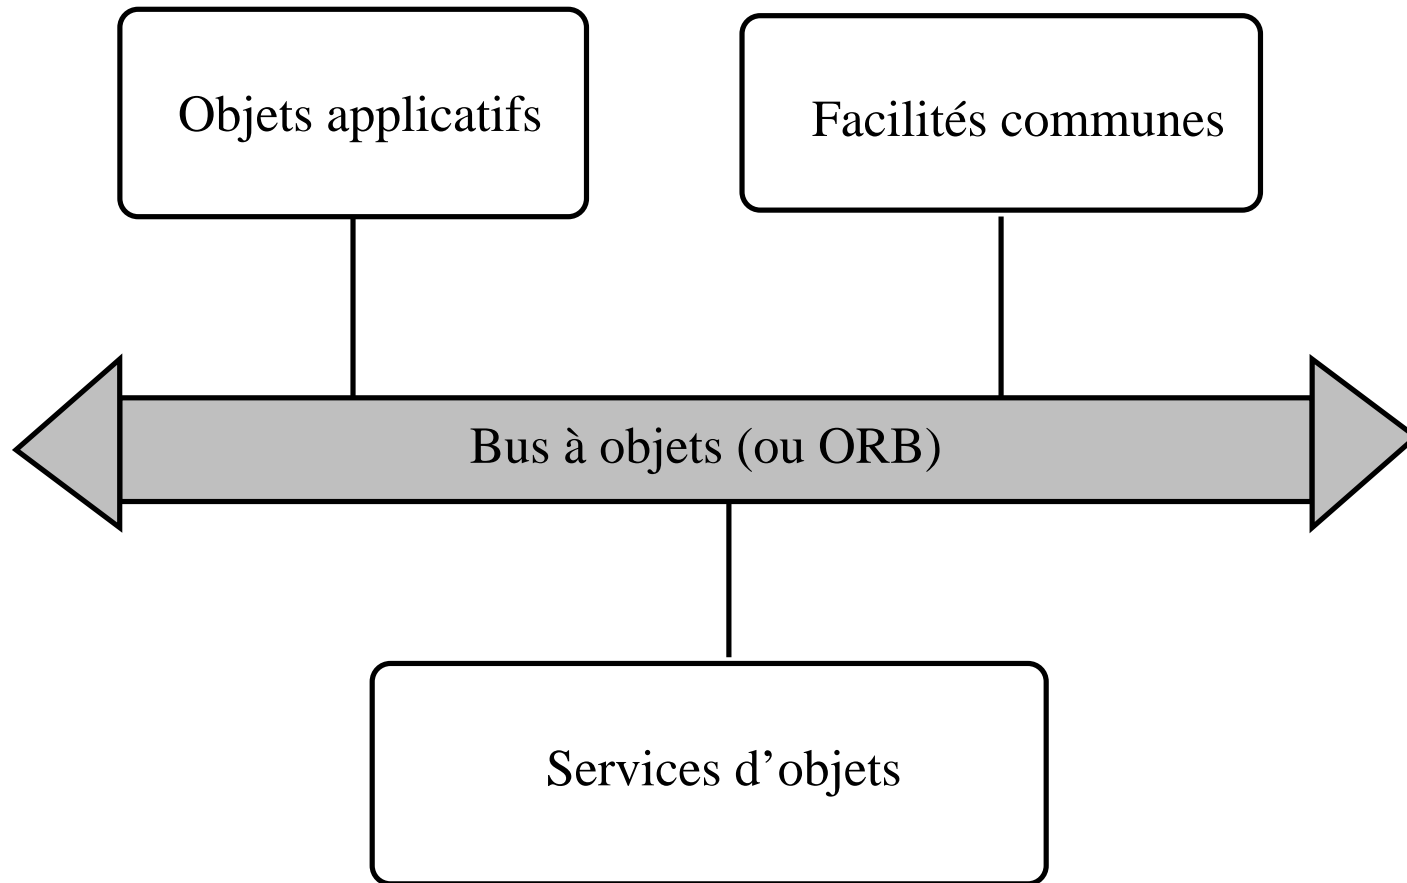 Objets applicatifs
Facilités communes
Bus à objets (ou ORB)
Services d’objets